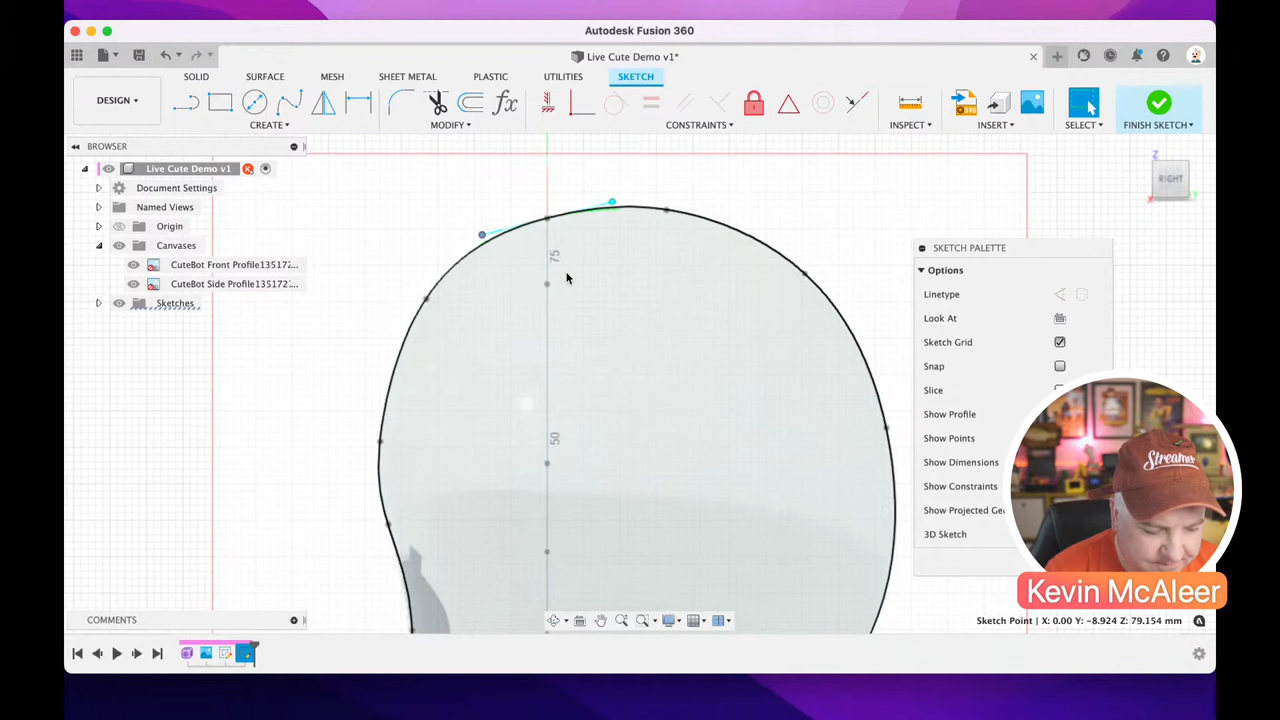 Autodesk Fusion 360
Live Cute Demo v1*
DESIGN
SOLID
SURFACE
MESH
SHEET METAL
PLASTIC
UTILITIES
SKETCH
fx
CREATE
MODIFY
CONSTRAINTS
INSPECT
INSERT
SELECT
FINISH SKETCH
SVG
BROWSER
Live Cute Demo v1
K
Document Settings
Named Views
Origin
Canvases
CuteBot Front Profile135172...
CuteBot Side Profile135172...
Sketches
75
50
Z
RIGHT
X
Y
SKETCH PALETTE
Options
Linetype
Look At
Sketch Grid
Snap
Slice
Show Profile
Show Points
Show Dimensions
Show Constraints
Show Projected Ge
3D Sketch
Streamer
Kevin McAleer
COMMENTS
Sketch Point | X: 0.00 Y: -8.924 Z: 79.154 mm